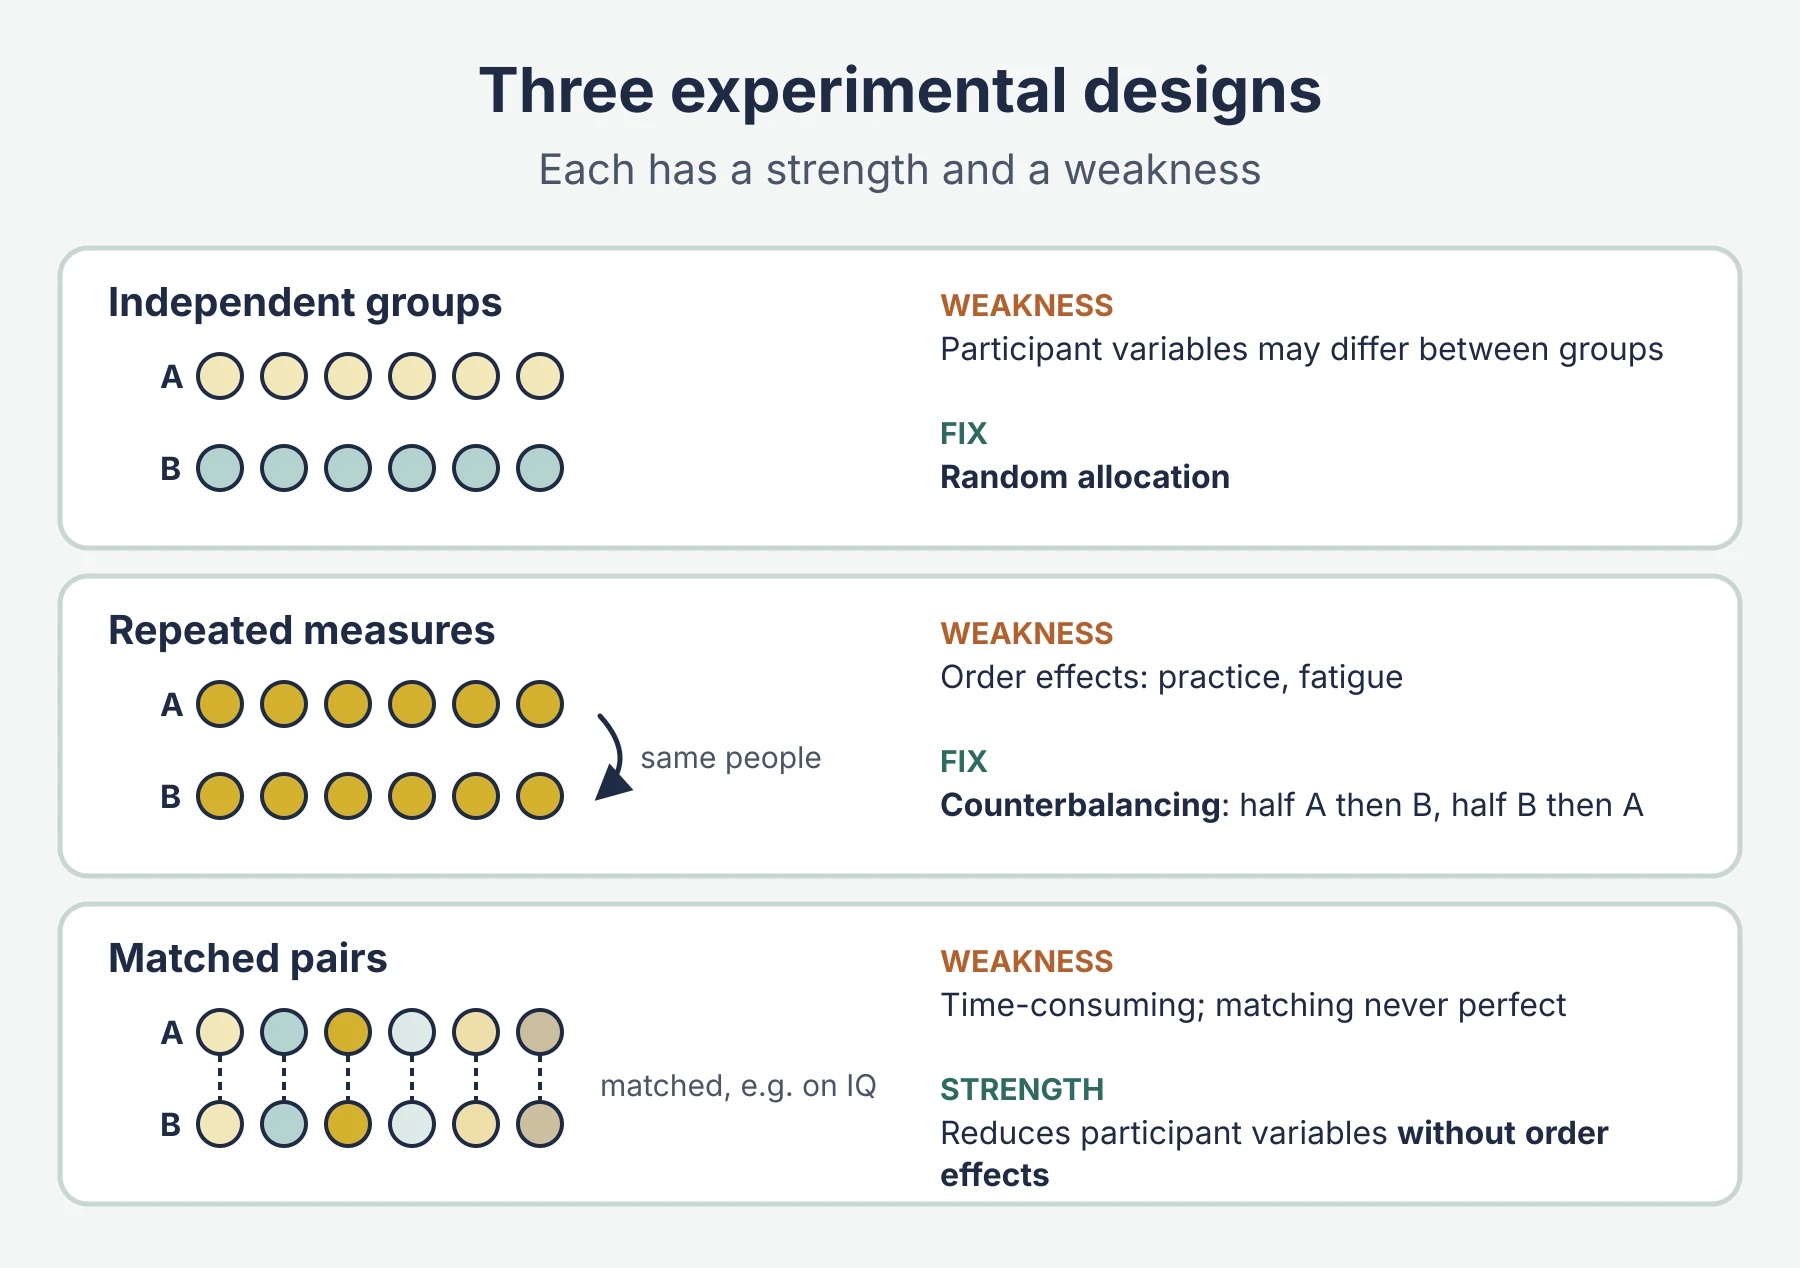 Three experimental designs
Each has a strength and a weakness
Independent groups
A
B
WEAKNESS
Participant variables may differ between groups
FIX
Random allocation
Repeated measures
A
B
same people
WEAKNESS
Order effects: practice, fatigue
FIX
Counterbalancing: half A then B, half B then A
Matched pairs
A
B
matched, e.g. on IQ
WEAKNESS
Time-consuming; matching never perfect
STRENGTH
Reduces participant variables without order
effects